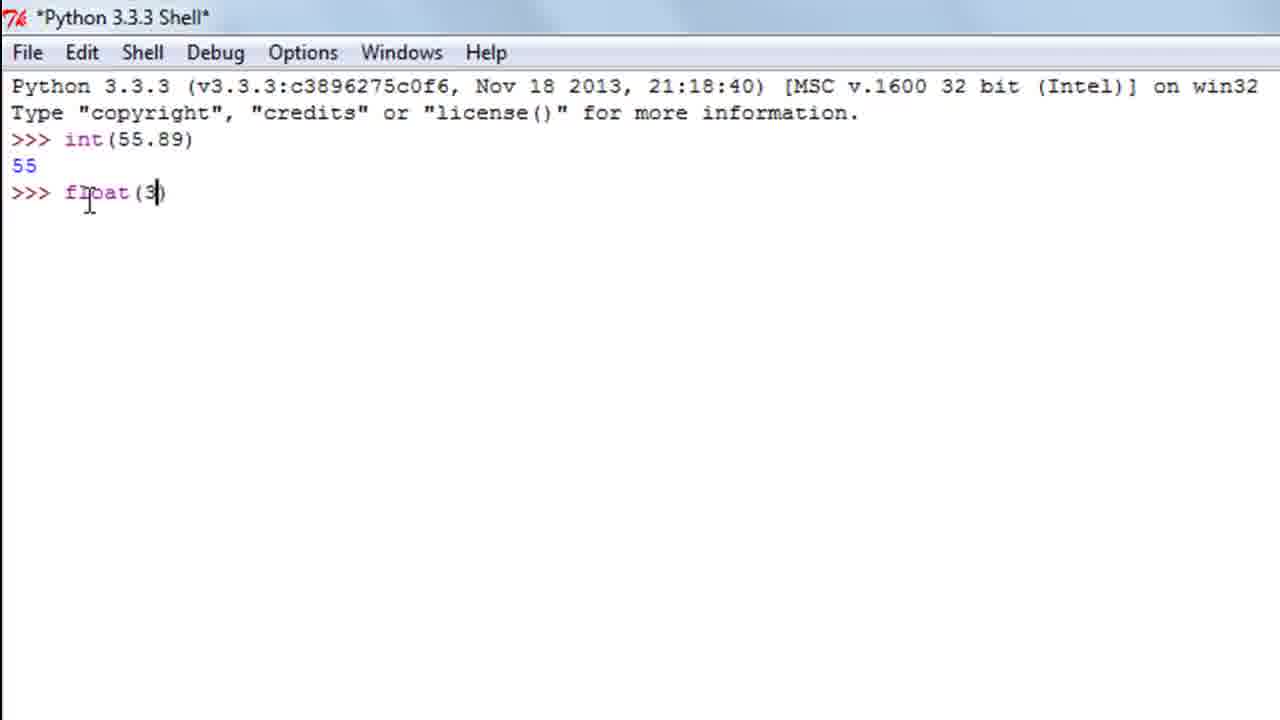 *Python 3.3.3 Shell*
File Edit Shell Debug Options Windows Help
Python 3.3.3 (v3.3.3:c3896275c0f6, Nov 18 2013, 21:18:40) [MSC v.1600 32 bit (Intel)] on win32
Type "copyright", "credits" or "license()" for more information.
>>> int(55.89)
55
>>> float(3)